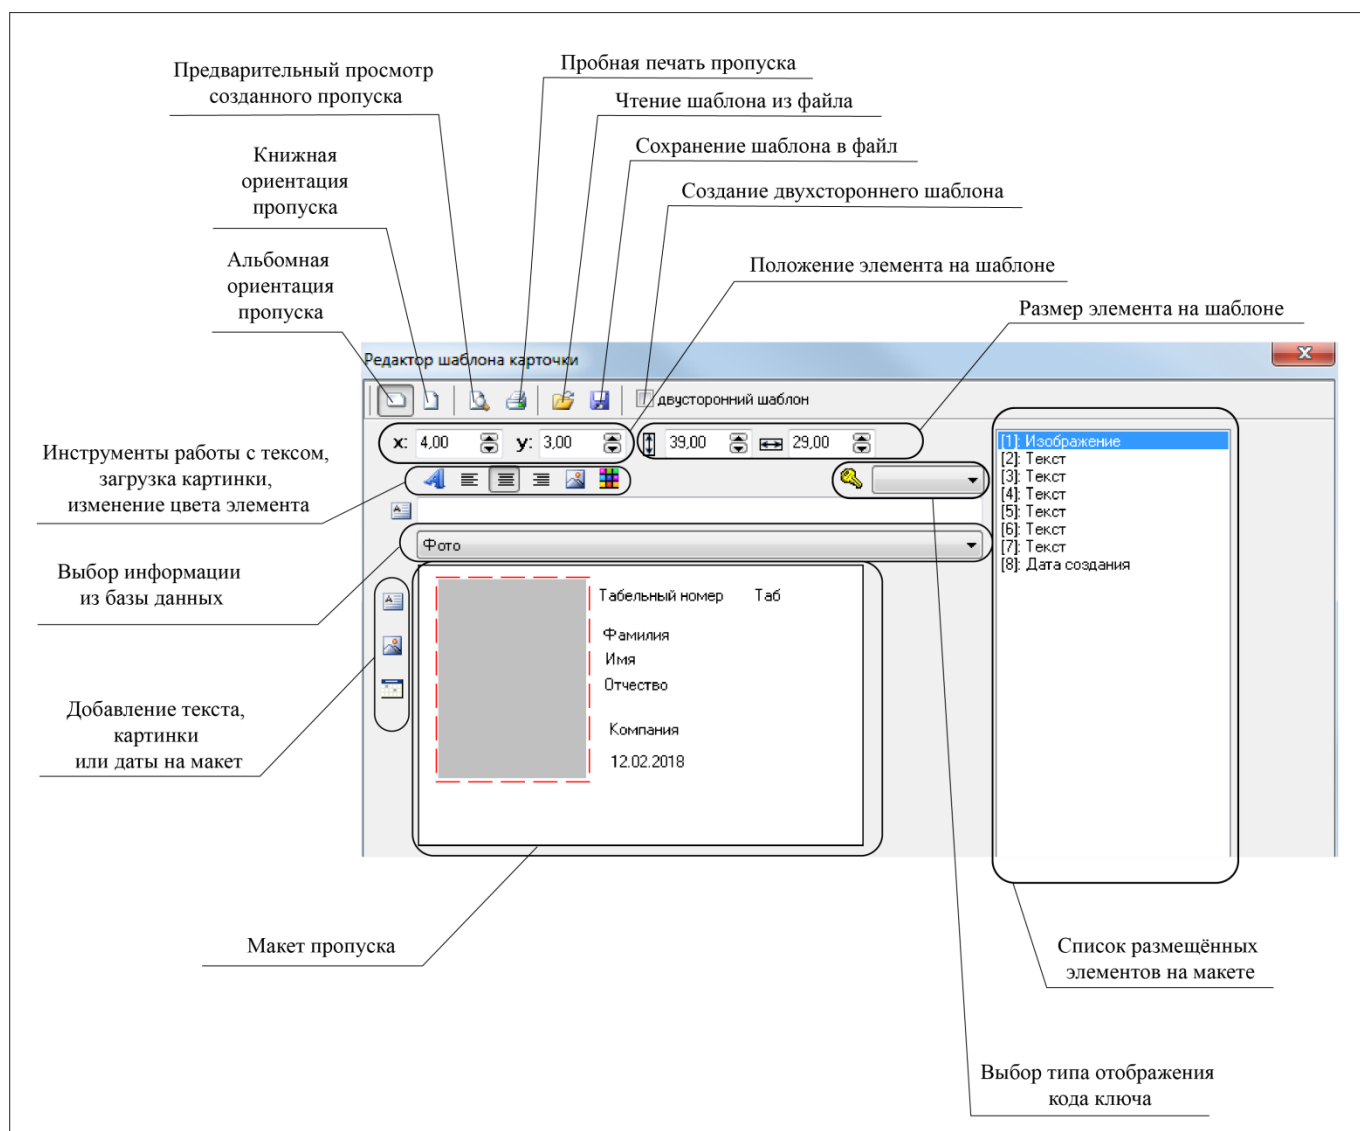 Пробная печать пропуска
Предварительный просмотр
созданного пропуска
Чтение шаблона из файла
Сохранение шаблона в файл
Книжная
ориентация
пропуска
Создание двухстороннего шаблона
Альбомная
ориентация
пропуска
Положение элемента на шаблоне
Размер элемента на шаблоне
Редактор шаблона карточки
двусторонний шаблон
x: 4,00 y: 3,00 39,00 29,00
Инструменты работы с тексом,
загрузка картинки,
изменение цвета элемента
[1]: Изображение
[2]: Текст
[3]: Текст
[4]: Текст
[5]: Текст
[6]: Текст
[7]: Текст
[8]: Дата создания
Фото
Выбор информации
из базы данных
Табельный номер Таб
Фамилия
Имя
Отчество
Компания
12.02.2018
Добавление текста,
картинки
или даты на макет
Макет пропуска
Список размещённых
элементов на макете
Выбор типа отображения
кода ключа